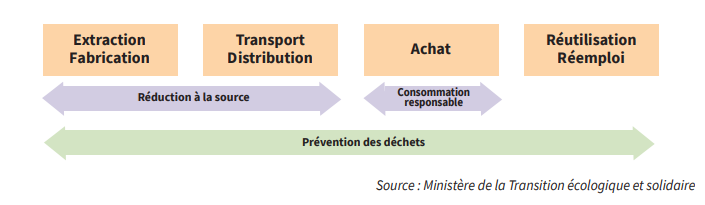 Extraction
Fabrication
Transport
Distribution
Achat
Réutilisation
Réemploi
Réduction à la source
Consommation
responsable
Prévention des déchets
Source : Ministère de la Transition écologique et solidaire